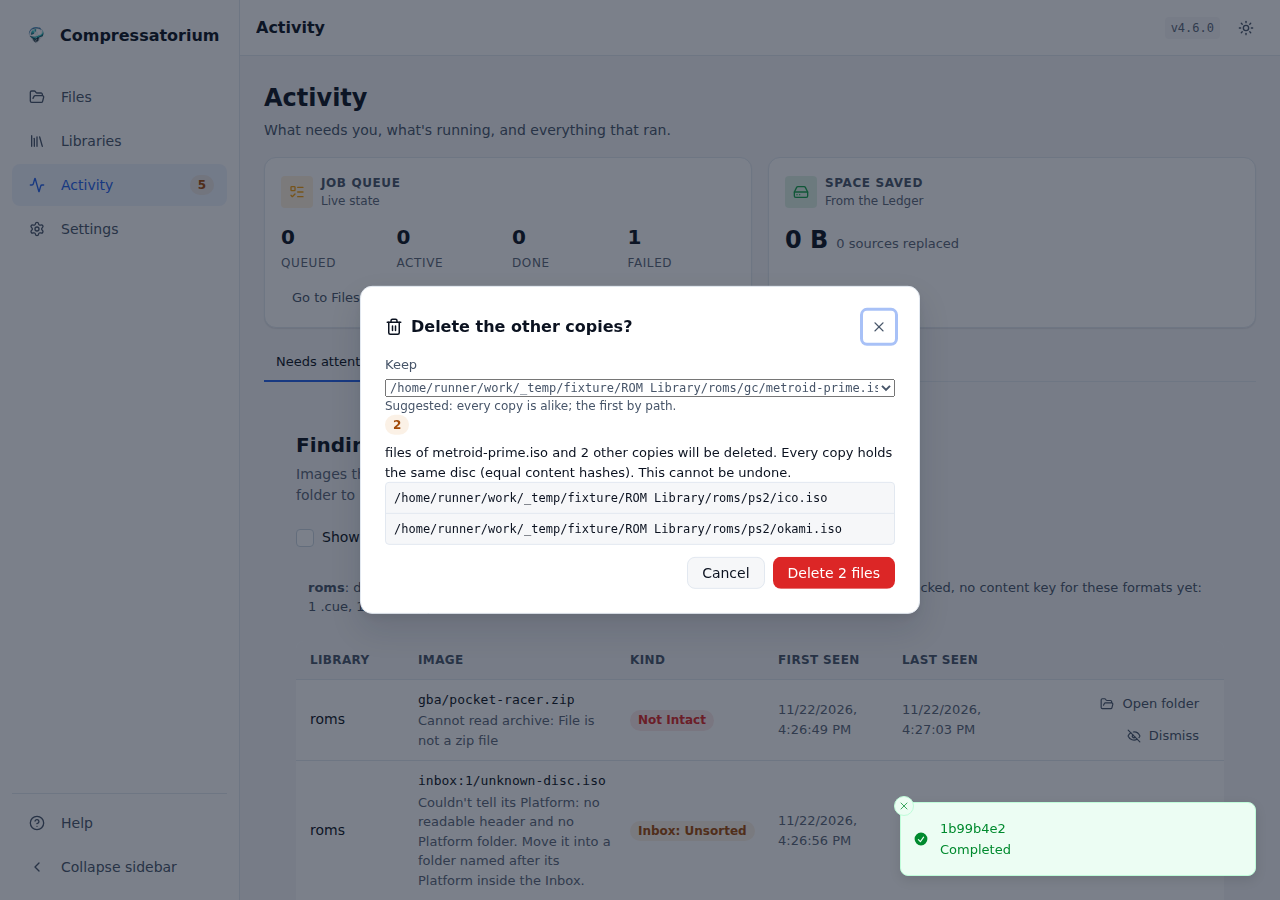 Compressatorium
Files
Libraries
Activity 5
Settings
Help
Collapse sidebar
Activity
v4.6.0
Activity
What needs you, what's running, and everything that ran.
JOB QUEUE
Live state
0 0 0 1
QUEUED ACTIVE DONE FAILED
Go to Files
SPACE SAVED
From the Ledger
0 B 0 sources replaced
Needs attent
Delete the other copies?
Keep
/home/runner/work/_temp/fixture/ROM Library/roms/gc/metroid-prime.is
Suggested: every copy is alike; the first by path.
2
files of metroid-prime.iso and 2 other copies will be deleted. Every copy holds
the same disc (equal content hashes). This cannot be undone.
/home/runner/work/_temp/fixture/ROM Library/roms/ps2/ico.iso
/home/runner/work/_temp/fixture/ROM Library/roms/ps2/okami.iso
Cancel
Delete 2 files
Findin
Images th
folder to
Show
roms: d
cked, no content key for these formats yet:
1 .cue, 1
LIBRARY IMAGE KIND FIRST SEEN LAST SEEN
roms
gba/pocket-racer.zip
Cannot read archive: File is
not a zip file
Not Intact
11/22/2026,
4:26:49 PM
11/22/2026,
4:27:03 PM
Open folder
Dismiss
roms
inbox:1/unknown-disc.iso
Couldn't tell its Platform: no
readable header and no
Platform folder. Move it into a
folder named after its
Platform inside the Inbox.
Inbox: Unsorted
11/22/2026,
4:26:56 PM
1b99b4e2
Completed